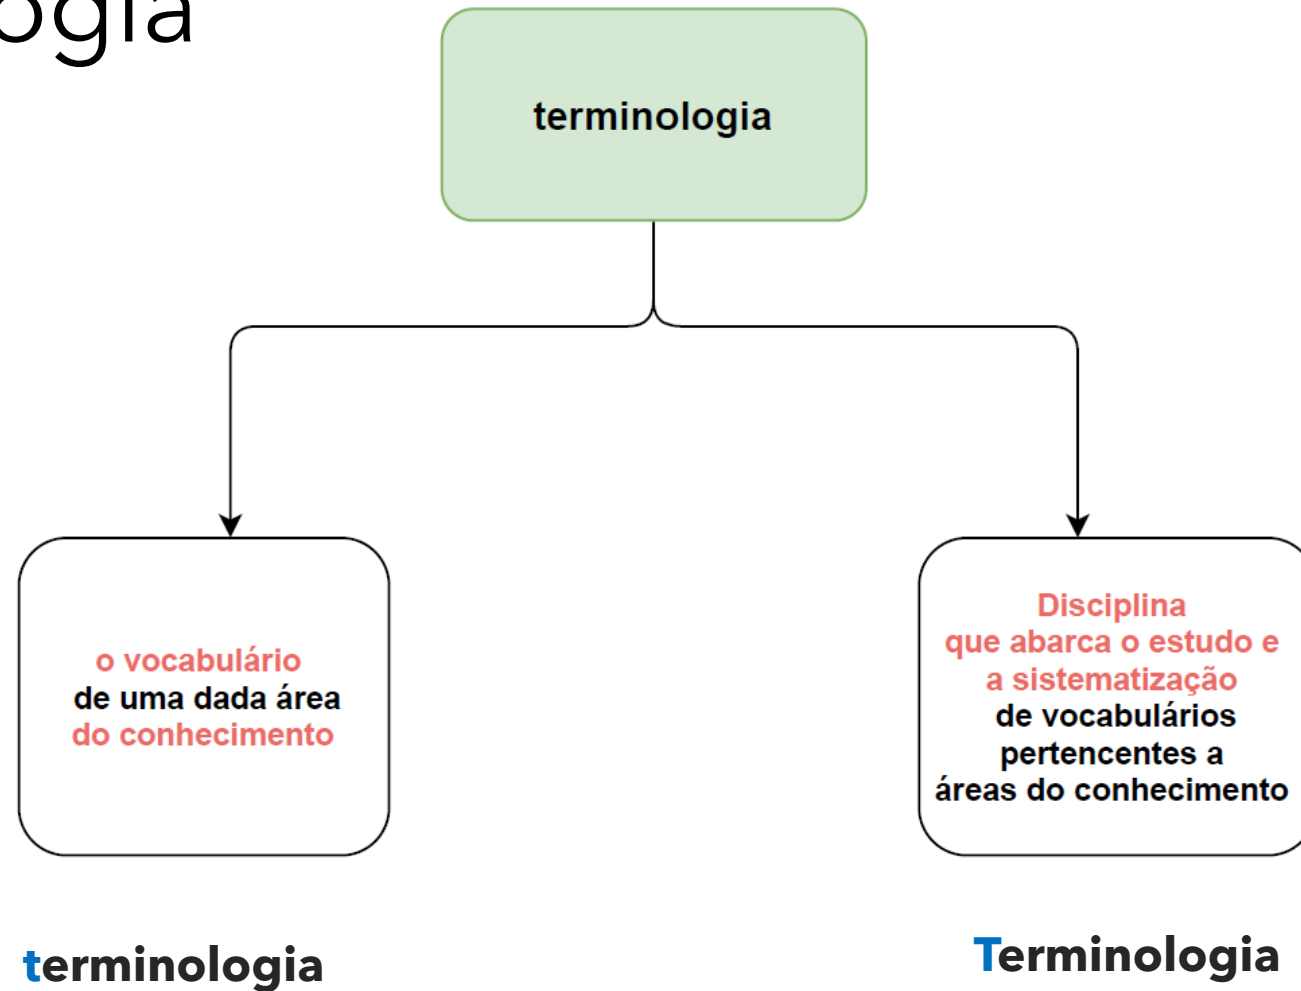 ogia
terminologia
o vocabulário
de uma dada área
do conhecimento
Disciplina
que abarca o estudo e
a sistematização
de vocabulários
pertencentes a
áreas do conhecimento
terminologia
Terminologia